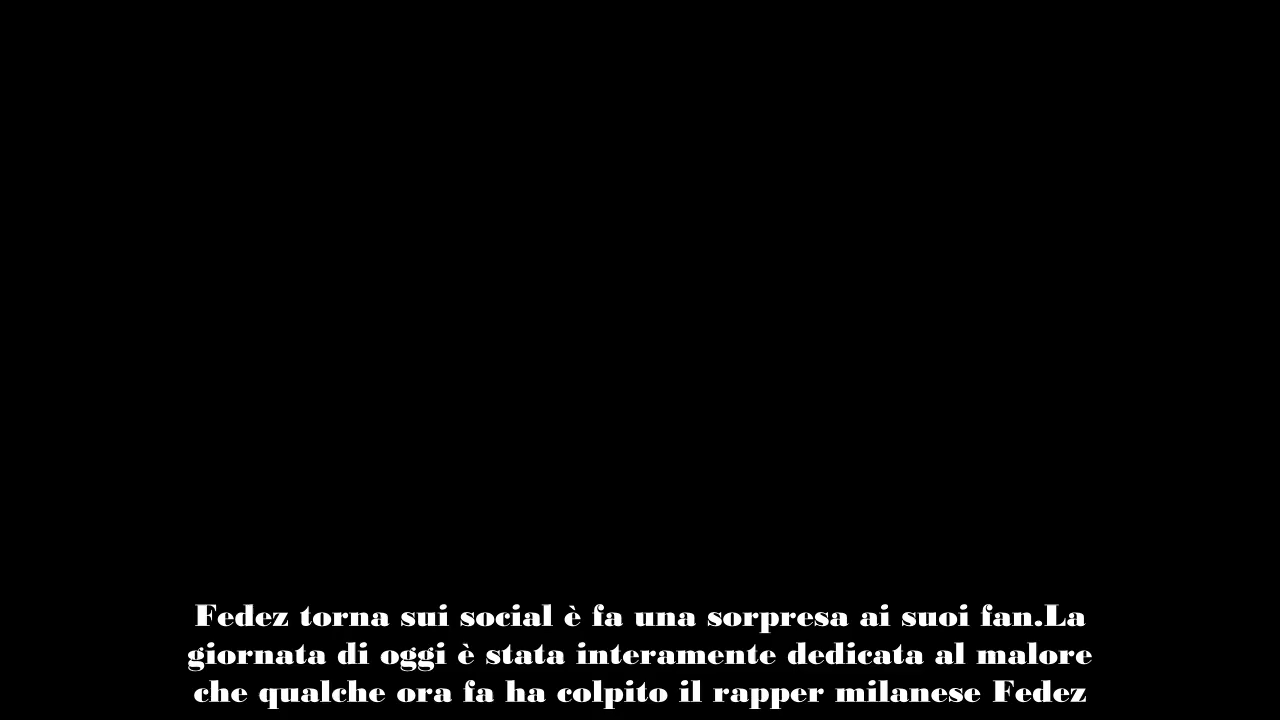 Fedez torna sui social è fa una sorpresa ai suoi fan.La
giornata di oggi è stata interamente dedicata al malore
che qualche ora fa ha colpito il rapper milanese Fedez